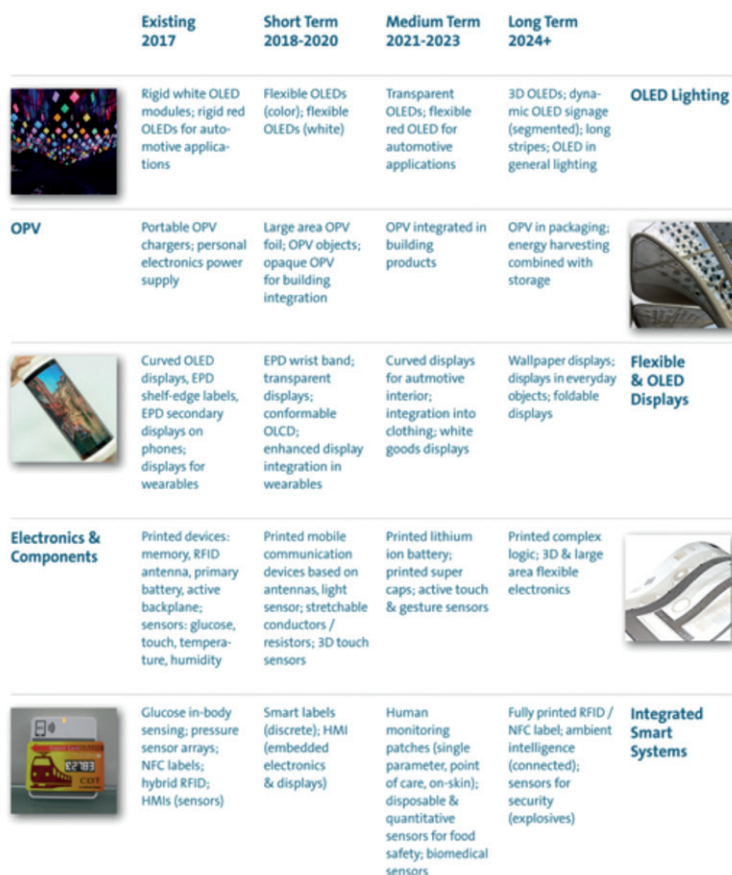 Existing
2017
Short Term
2018-2020
Medium Term
2021-2023
Long Term
2024+
Rigid white OLED
modules; rigid red
OLEDs for auto-
motive applica-
tions
Flexible OLEDs
(color); flexible
OLEDs (white)
Transparent
OLEDs; flexible
red OLED for
automotive
applications
3D OLEDs; dyna-
mic OLED signage
(segmented); long
stripes; OLED in
general lighting
OLED Lighting
OPV
Portable OPV
chargers; personal
electronics power
supply
Large area OPV
foil; OPV objects;
opaque OPV
for building
integration
OPV integrated in
building
products
OPV in packaging;
energy harvesting
combined with
storage
Curved OLED
displays, EPD
shelf-edge labels,
EPD secondary
displays on
phones;
displays for
wearables
EPD wrist band;
transparent
displays;
conformable
OLCD;
enhanced display
integration in
wearables
Curved displays
for autmotive
interior;
integration into
clothing; white
goods displays
Wallpaper displays;
displays in everyday
objects; foldable
displays
Flexible
& OLED
Displays
Electronics &
Components
Printed devices:
memory, RFID
antenna, primary
battery, active
backplane;
sensors: glucose,
touch, tempera-
ture, humidity
Printed mobile
communication
devices based on
antennas, light
sensor; stretchable
conductors /
resistors; 3D touch
sensors
Printed lithium
ion battery;
printed super
caps; active touch
& gesture sensors
Printed complex
logic; 3D & large
area flexible
electronics
£27.83
CDT
Glucose in-body
sensing; pressure
sensor arrays;
NFC labels;
hybrid RFID;
HMIs (sensors)
Smart labels
(discrete); HMI
(embedded
electronics
& displays)
Human
monitoring
patches (single
parameter, point
of care, on-skin);
disposable &
quantitative
sensors for food
safety; biomedical
sensors
Fully printed RFID /
NFC label; ambient
intelligence
(connected);
sensors for
security
(explosives)
Integrated
Smart
Systems